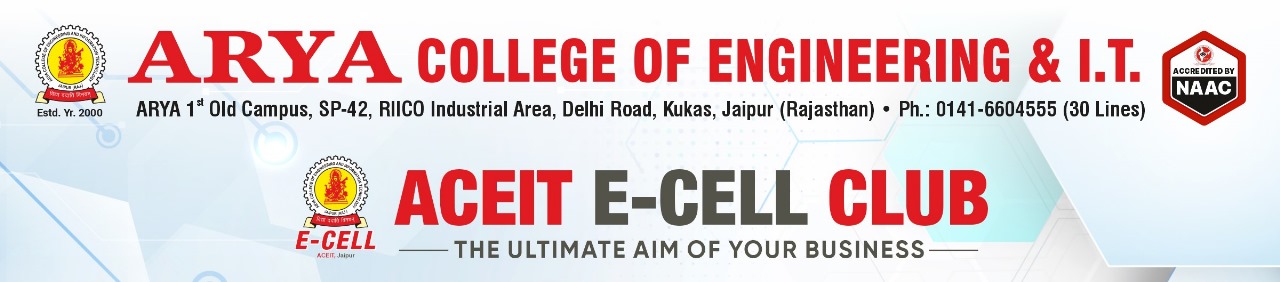 ARYA COLLEGE OF ENGINEERING & I.T.
ACCREDITED BY
NAAC
Estd. Yr. 2000
ARYA 1st Old Campus, SP-42, RIICO Industrial Area, Delhi Road, Kukas, Jaipur (Rajasthan) • Ph.: 0141-6604555 (30 Lines)
ACEIT E-CELL CLUB
E-CELL
ACEIT, Jaipur
THE ULTIMATE AIM OF YOUR BUSINESS